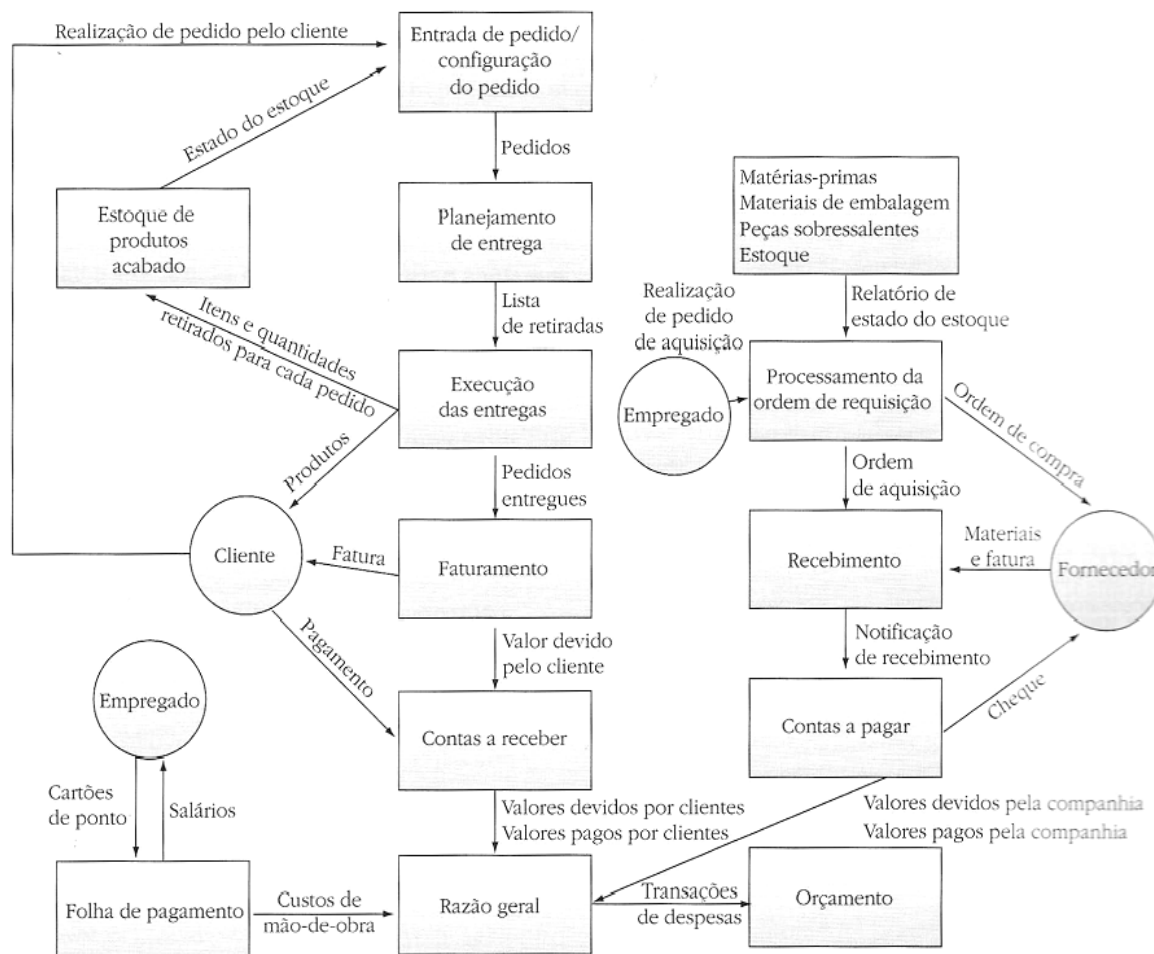 Realização de pedido pelo cliente
Entrada de pedido/
configuração
do pedido
Estado do estoque
Pedidos
Estoque de
produtos
acabado
Planejamento
de entrega
Matérias-primas
Materiais de embalagem
Peças sobressalentes
Estoque
Itens e quantidades
retirados para cada pedido
Lista
de retiradas
Realização
de pedido
de aquisição
Relatório de
estado do estoque
Execução
das entregas
Empregado
Processamento da
ordem de requisição
Ordem de compra
Produtos
Pedidos
entregues
Ordem
de aquisição
Cliente
Fatura
Faturamento
Recebimento
Materiais
e fatura
Fornecedor
Pagamento
Valor devido
pelo cliente
Notificação
de recebimento
Empregado
Contas a receber
Contas a pagar
Cheque
Cartões
de ponto
Salários
Valores devidos por clientes
Valores pagos por clientes
Valores devidos pela companhia
Valores pagos pela companhia
Folha de pagamento
Custos de
mão-de-obra
Razão geral
Transações
de despesas
Orçamento